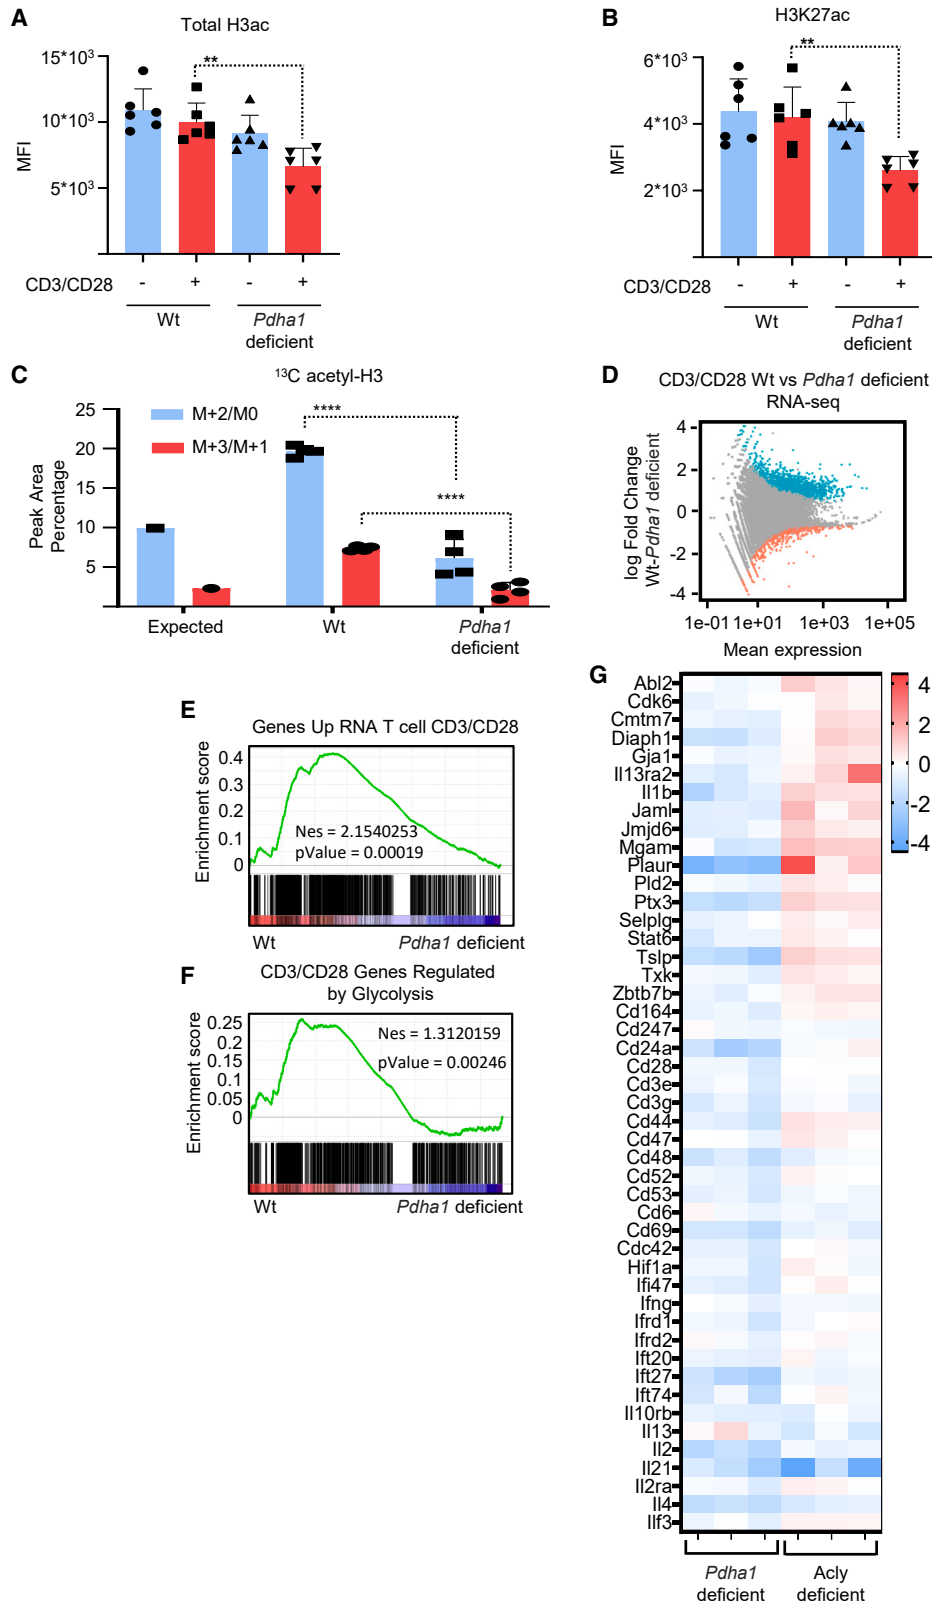 A
Total H3ac
15*10³
10*10³
5*10³
MFI
**
CD3/CD28
- + - +
Wt
Pdha1
deficient
B
H3K27ac
6*10³
4*10³
2*10³
MFI
**
CD3/CD28
- + - +
Wt
Pdha1
deficient
C
¹³C acetyl-H3
25
20
15
10
5
Peak Area
Percentage
M+2/M0
M+3/M+1
****
****
Expected
Wt
Pdha1
deficient
D
CD3/CD28 Wt vs Pdha1 deficient
RNA-seq
4
2
0
-2
-4
log Fold Change
Wt-Pdha1 deficient
1e-01 1e+01 1e+03 1e+05
Mean expression
E
Genes Up RNA T cell CD3/CD28
0.4
0.3
0.2
0.1
0
Enrichment score
Nes = 2.1540253
pValue = 0.00019
Wt
Pdha1 deficient
F
CD3/CD28 Genes Regulated
by Glycolysis
0.25
0.2
0.15
0.1
0.05
0
Enrichment score
Nes = 1.3120159
pValue = 0.00246
Wt
Pdha1 deficient
G
Abl2
Cdk6
Cmtm7
Diaph1
Gja1
Il13ra2
Il1b
Jaml
Jmjd6
Mgam
Plaur
Pld2
Ptx3
Selplg
Stat6
Tslp
Txk
Zbtb7b
Cd164
Cd247
Cd24a
Cd28
Cd3e
Cd3g
Cd44
Cd47
Cd48
Cd52
Cd53
Cd6
Cd69
Cdc42
Hif1a
Ifi47
Ifng
Ifrd1
Ifrd2
Ift20
Ift27
Ift74
Il10rb
Il13
Il2
Il21
Il2ra
Il4
Ilf3
4
2
0
-2
-4
Pdha1
deficient
Acly
deficient